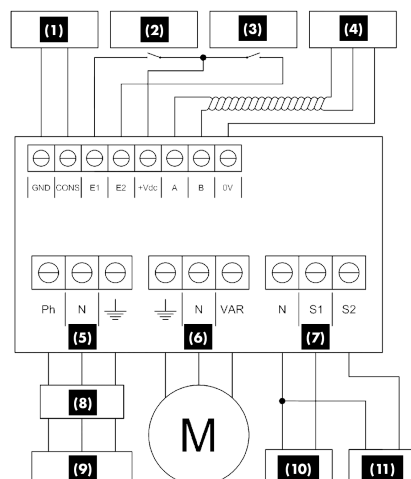 (1) (2) (3) (4)
GND CONS E1 E2 +Vdc A B 0V
Ph N N VAR N S1 S2
(5) (6) (7)
(8)
M
(9) (10) (11)